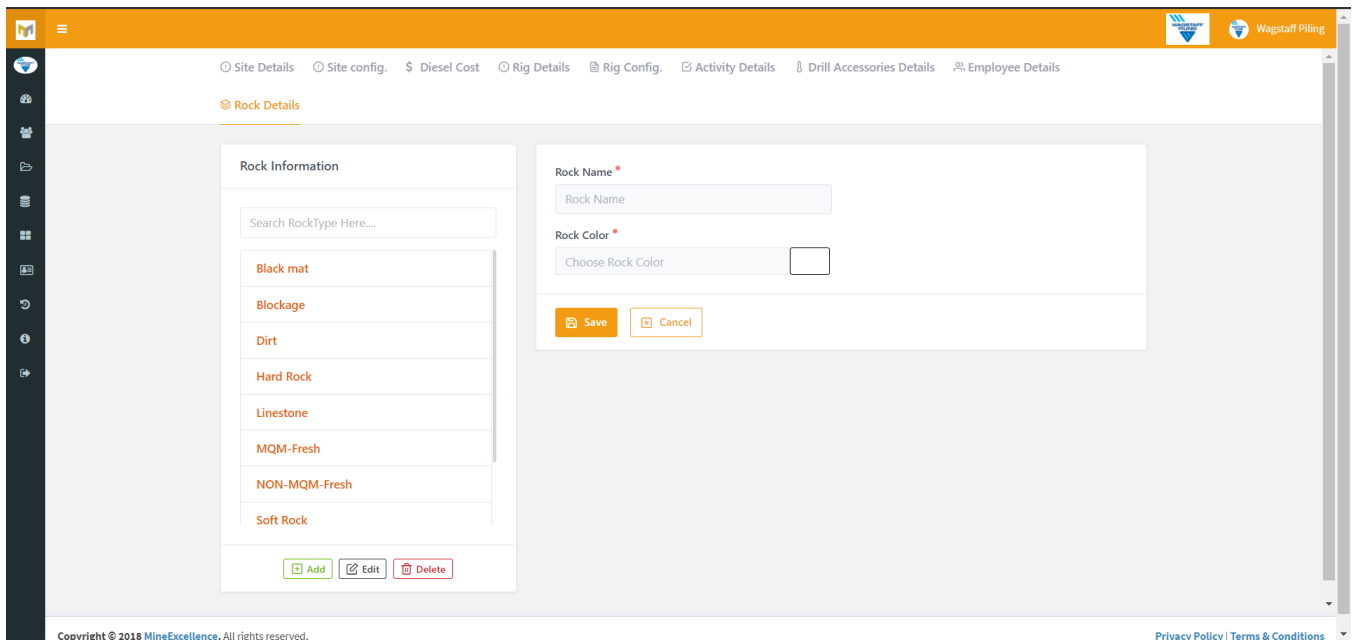 WAGSTAFF PILING
Wagstaff Piling
Site Details Site config. $ Diesel Cost Rig Details Rig Config. Activity Details Drill Accessories Details Employee Details
Rock Details
Rock Information
Search RockType Here....
Black mat
Blockage
Dirt
Hard Rock
Linestone
MQM-Fresh
NON-MQM-Fresh
Soft Rock
Add Edit Delete
Rock Name *
Rock Name
Rock Color *
Choose Rock Color
Save Cancel
Copyright © 2018 MineExcellence. All rights reserved.
Privacy Policy | Terms & Conditions